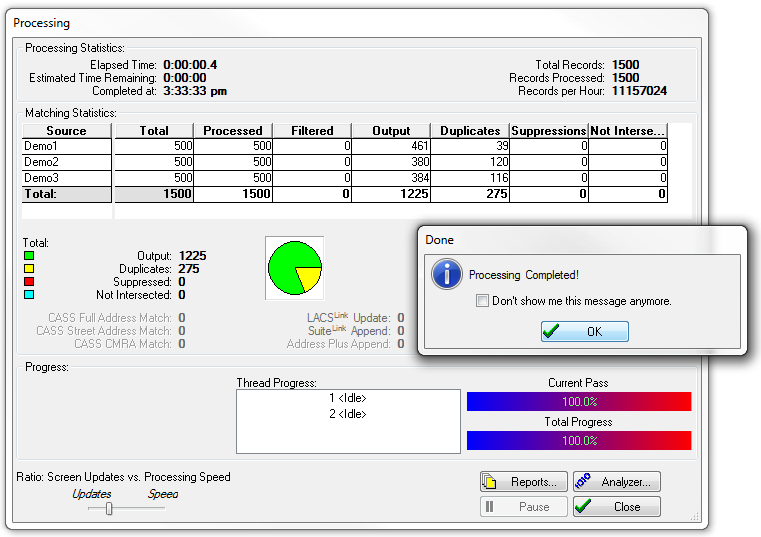 Processing
Processing Statistics:
Elapsed Time: 0:00:00.4
Estimated Time Remaining: 0:00:00
Completed at: 3:33:33 pm
Total Records: 1500
Records Processed: 1500
Records per Hour: 11157024
Matching Statistics:
Source Total Processed Filtered Output Duplicates Suppressions Not Interse...
Demo1 500 500 0 461 39 0 0
Demo2 500 500 0 380 120 0 0
Demo3 500 500 0 384 116 0 0
Total: 1500 1500 0 1225 275 0 0
Total:
Output: 1225
Duplicates: 275
Suppressed: 0
Not Intersected: 0
CASS Full Address Match: 0
CASS Street Address Match: 0
CASS CMRA Match: 0
LACSLink Update: 0
SuiteLink Append: 0
Address Plus Append: 0
Done
Processing Completed!
Don't show me this message anymore.
OK
Progress:
Thread Progress:
1 <Idle>
2 <Idle>
Current Pass
100.0%
Total Progress
100.0%
Ratio: Screen Updates vs. Processing Speed
Updates Speed
Reports... Analyzer...
Pause Close